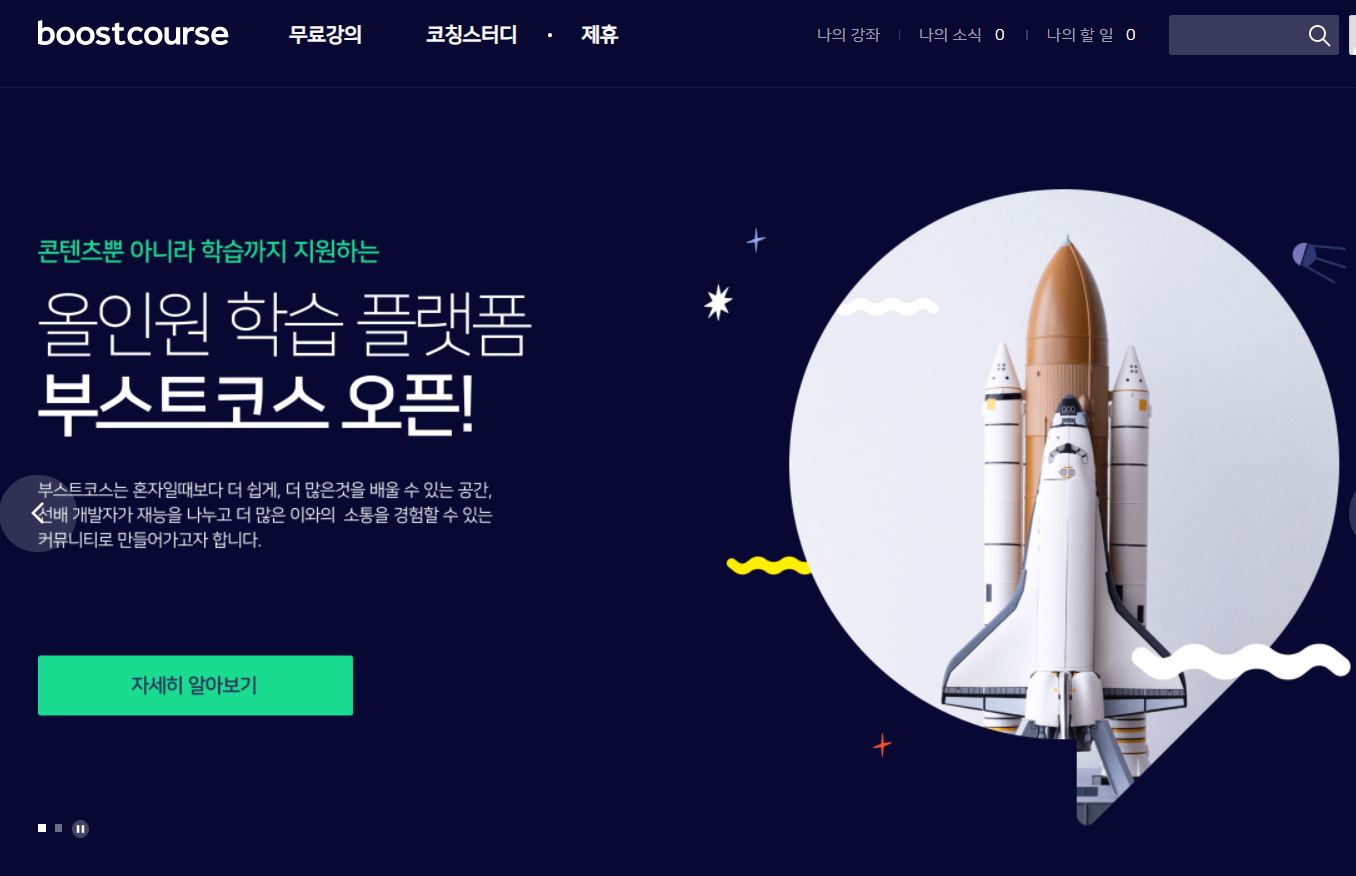 boostcourse
무료강의
코칭스터디
제휴
나의 강좌
나의 소식 0
나의 할 일 0
콘텐츠뿐 아니라 학습까지 지원하는
올인원 학습 플랫폼
부스트코스 오픈!
부스트코스는 혼자일때보다 더 쉽게, 더 많은것을 배울 수 있는 공간,
선배 개발자가 재능을 나누고 더 많은 이와의 소통을 경험할 수 있는
커뮤니티로 만들어가고자 합니다.
자세히 알아보기